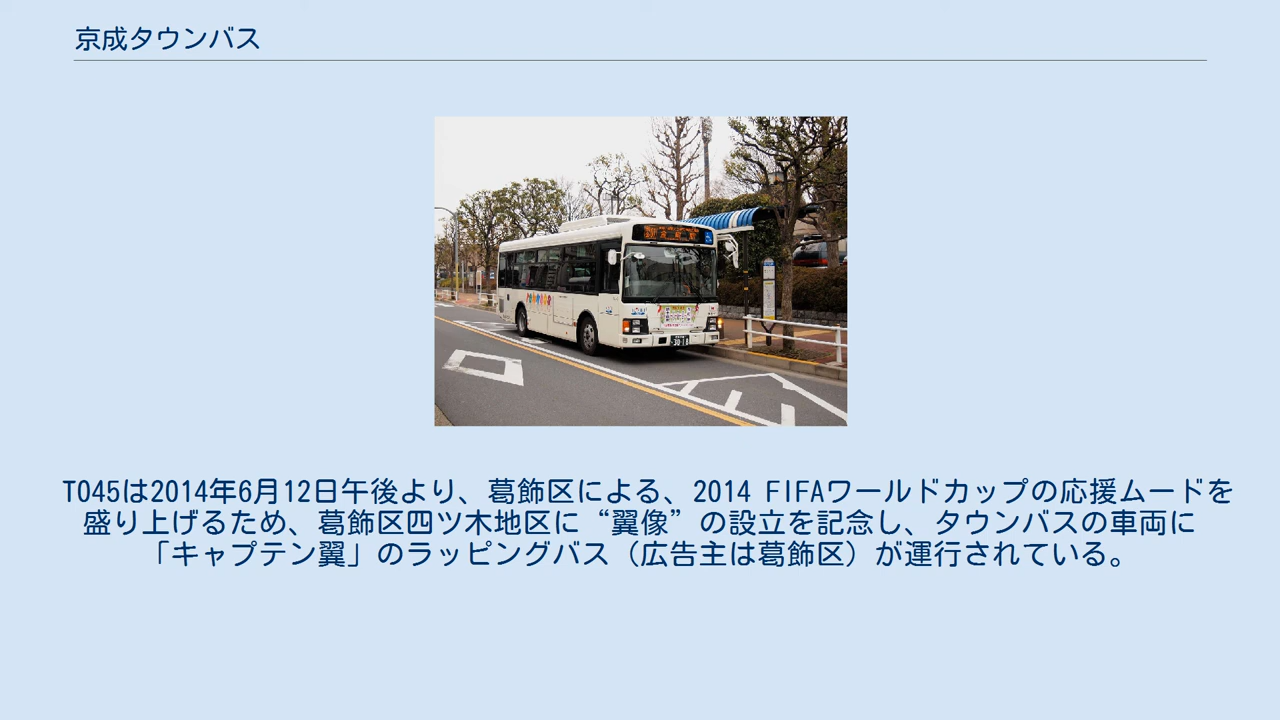 京成タウンバス
T045は2014年6月12日午後より、葛飾区による、2014 FIFAワールドカップの応援ムードを
盛り上げるため、葛飾区四ツ木地区に“翼像”の設立を記念し、タウンバスの車両に
「キャプテン翼」のラッピングバス（広告主は葛飾区）が運行されている。